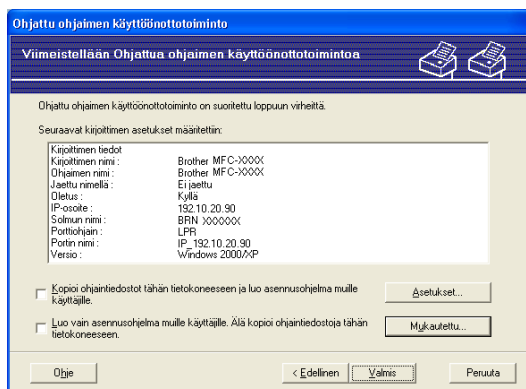 Ohjattu ohjaimen käyttöönottotoiminto
Viimeistellään Ohjattua ohjaimen käyttöönottotoimintoa
Ohjattu ohjaimen käyttöönottotoiminto on suoritettu loppuun virheittä.
Seuraavat kirjoittimen asetukset määritettiin:
Kirjoittimen tiedot
Kirjoittimen nimi : Brother MFC-XXXX
Ohjaimen nimi : Brother MFC-XXXX
Jaettu nimellä : Ei jaettu
Oletus : Kyllä
IP-osoite : 192.10.20.90
Solmun nimi : BRN XXXXXX
Porttiohjain : LPR
Portin nimi : IP_192.10.20.90
Versio : Windows 2000/XP
Kopioi ohjaintiedostot tähän tietokoneeseen ja luo asennusohjelma muille
käyttäjille.
Asetukset...
Luo vain asennusohjelma muille käyttäjille. Älä kopioi ohjaintiedostoja tähän
tietokoneeseen.
Mukautettu...
Ohje
< Edellinen
Valmis
Peruuta